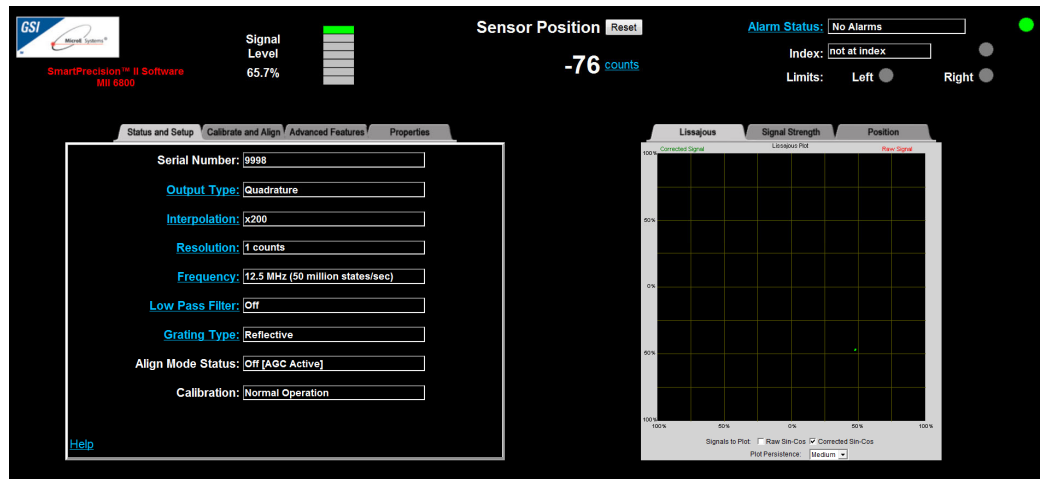 GSI
MicroE Systems™
SmartPrecision™ II Software
MII 6800
Signal
Level
65.7%
Sensor Position Reset
-76 counts
Alarm Status: No Alarms
Index: not at index
Limits: Left Right
Status and Setup Calibrate and Align Advanced Features Properties
Serial Number: 9998
Output Type: Quadrature
Interpolation: x200
Resolution: 1 counts
Frequency: 12.5 MHz (50 million states/sec)
Low Pass Filter: Off
Grating Type: Reflective
Align Mode Status: Off [AGC Active]
Calibration: Normal Operation
Help
Lissajous Signal Strength Position
Corrected Signal Lissajous Plot Raw Signal
100%
50%
0%
50%
100%
100% 50% 0% 50% 100%
Signals to Plot: Raw Sin-Cos Corrected Sin-Cos
Plot Persistence: Medium